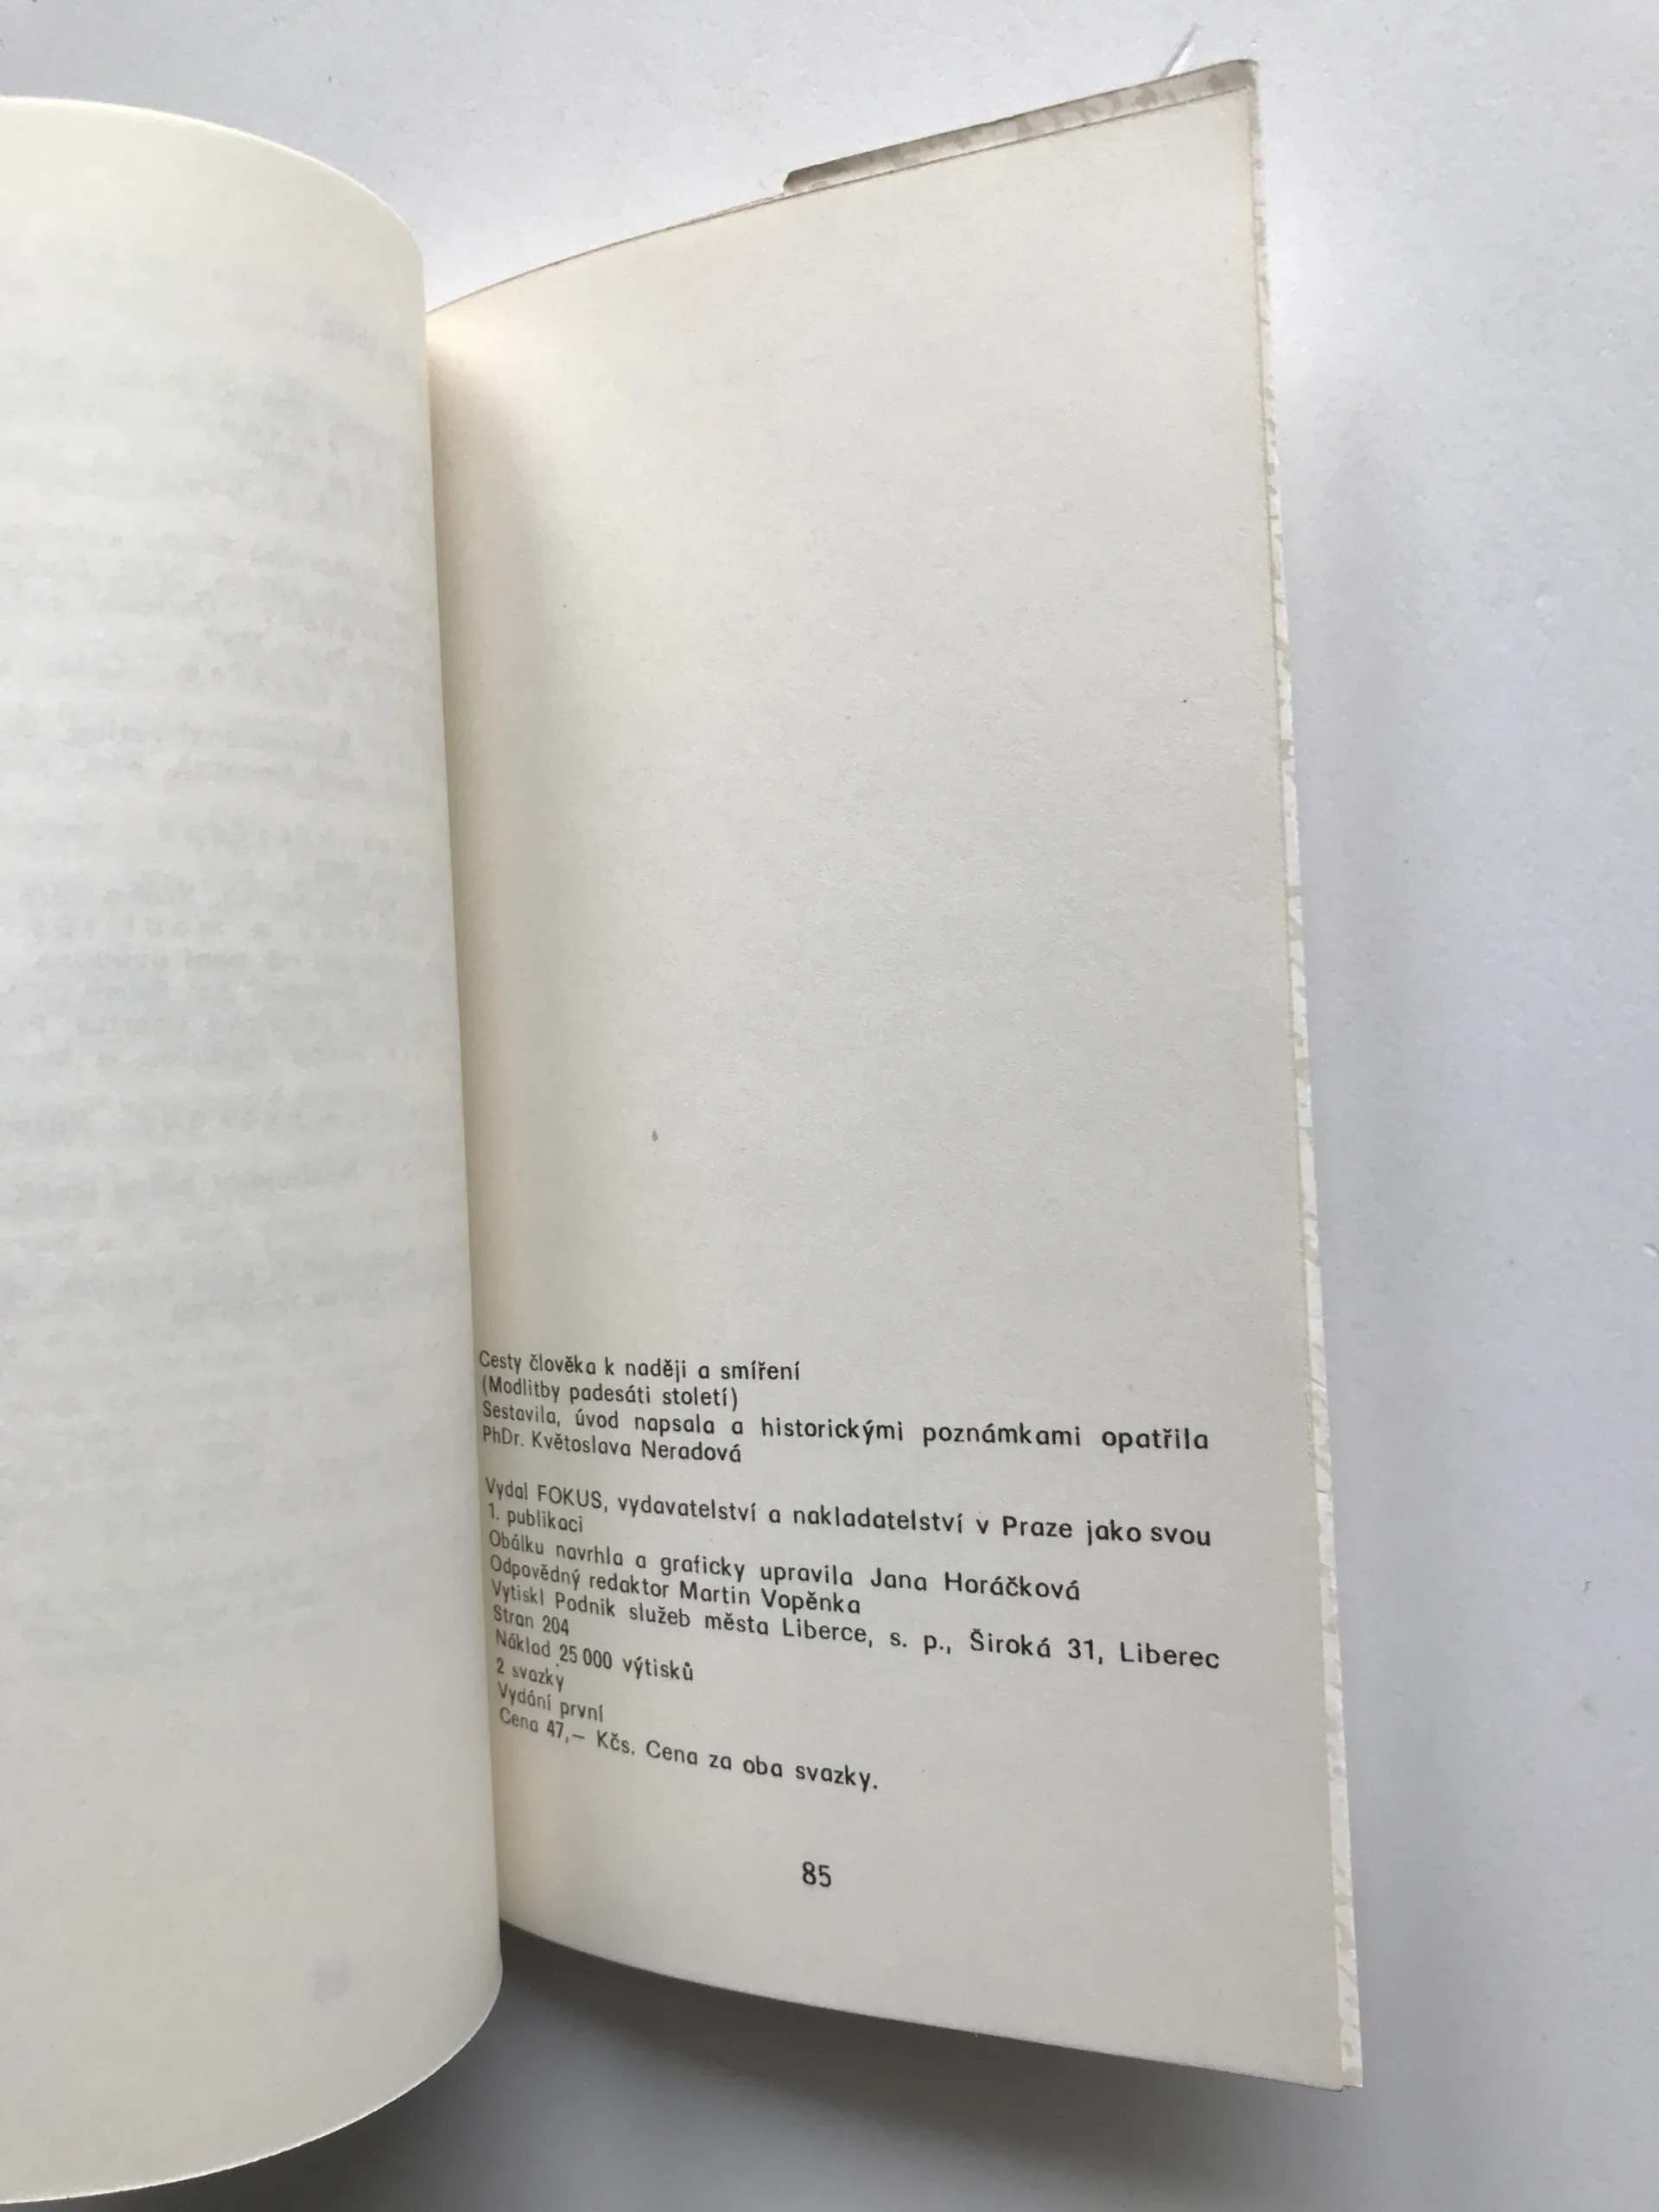 Cesty člověka k naději a smíření
(Modlitby padesáti století)
Sestavila, úvod napsala a historickými poznámkami opatřila
PhDr. Květoslava Neradová
Vydal FOKUS, vydavatelství a nakladatelství v Praze jako svou
1. publikaci
Obálku navrhla a graficky upravila Jana Horáčková
Odpovědný redaktor Martin Vopěnka
Vytiskl Podnik služeb města Liberce, s. p., Široká 31, Liberec
Stran 204
Náklad 25 000 výtisků
2 svazky
Vydání první
Cena 47,– Kčs. Cena za oba svazky.
85